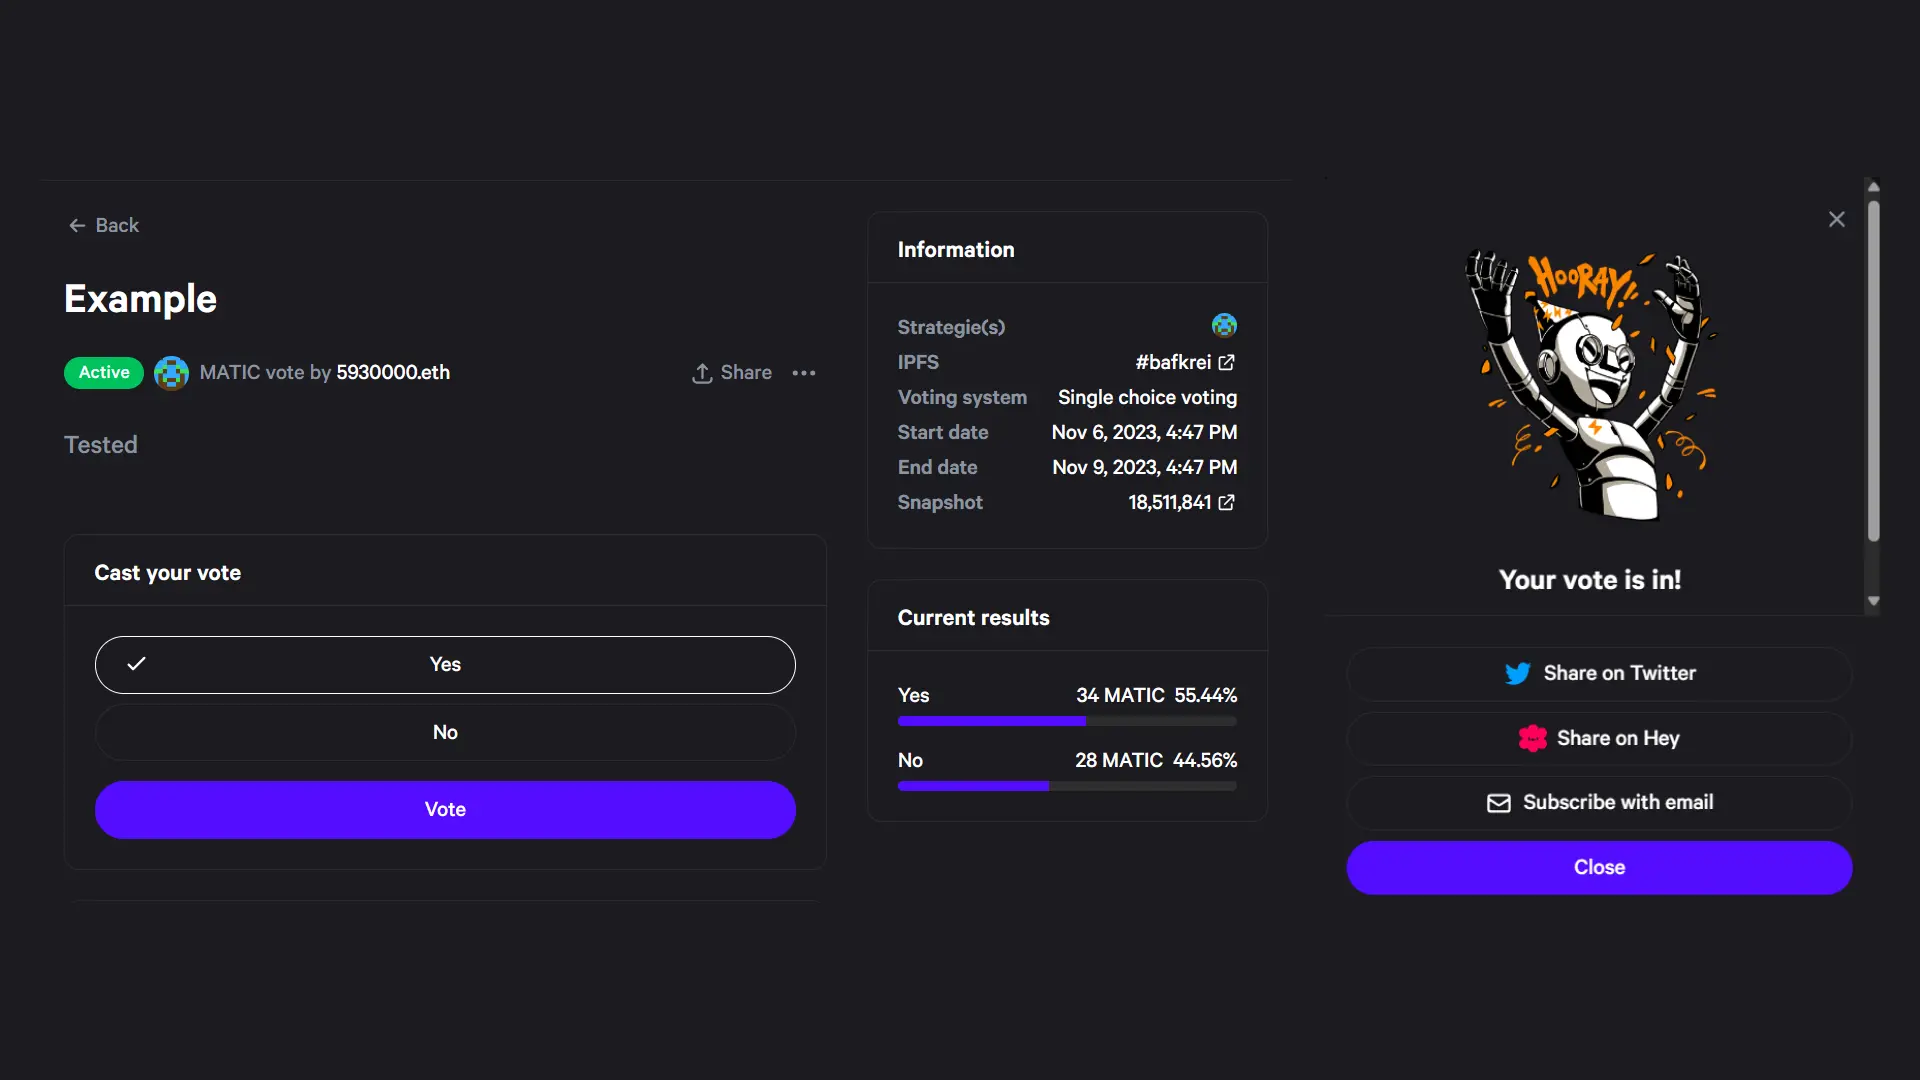 Back
Example
Active MATIC vote by 5930000.eth Share
Tested
Cast your vote
Yes
No
Vote
Information
Strategie(s)
IPFS #bafkrei
Voting system Single choice voting
Start date Nov 6, 2023, 4:47 PM
End date Nov 9, 2023, 4:47 PM
Snapshot 18,511,841
Current results
Yes 34 MATIC 55.44%
No 28 MATIC 44.56%
HOORAY!!
Your vote is in!
Share on Twitter
Share on Hey
Subscribe with email
Close